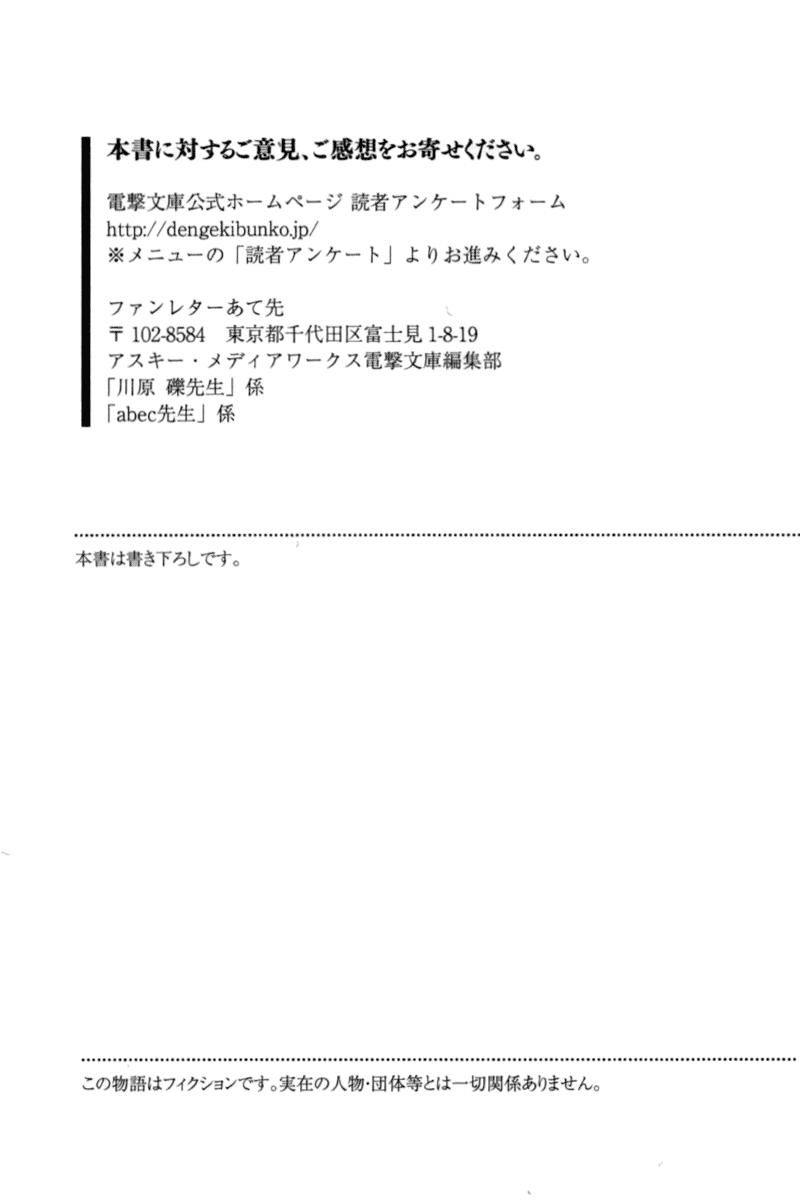 本書に対するご意見、ご感想をお寄せください。
電撃文庫公式ホームページ 読者アンケートフォーム
http://dengekibunko.jp/
※メニューの「読者アンケート」よりお進みください。
ファンレターあて先
〒102-8584　東京都千代田区富士見1-8-19
アスキー・メディアワークス電撃文庫編集部
「川原 礫先生」係
「abec先生」係
本書は書き下ろしです。
この物語はフィクションです。実在の人物・団体等とは一切関係ありません。